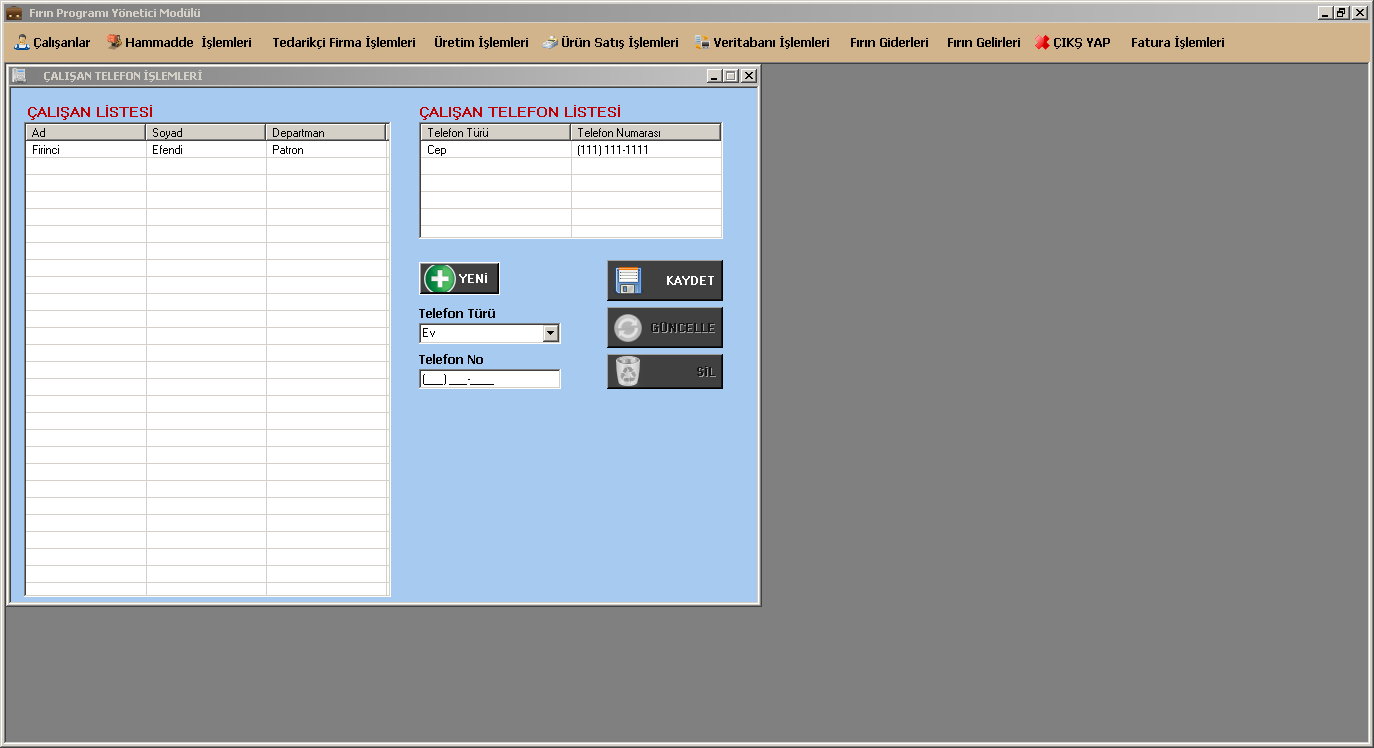 Fırın Programı Yönetici Modülü
Çalışanlar Hammadde İşlemleri Tedarikçi Firma İşlemleri Üretim İşlemleri Ürün Satış İşlemleri Veritabanı İşlemleri Fırın Giderleri Fırın Gelirleri ÇIKŞ YAP Fatura İşlemleri
ÇALIŞAN TELEFON İŞLEMLERİ
ÇALIŞAN LİSTESİ
Ad Soyad Departman
Firinci Efendi Patron
ÇALIŞAN TELEFON LİSTESİ
Telefon Türü Telefon Numarası
Cep (111) 111-1111
YENİ
KAYDET
Telefon Türü
Ev
GÜNCELLE
Telefon No
(___) ___-____
SİL